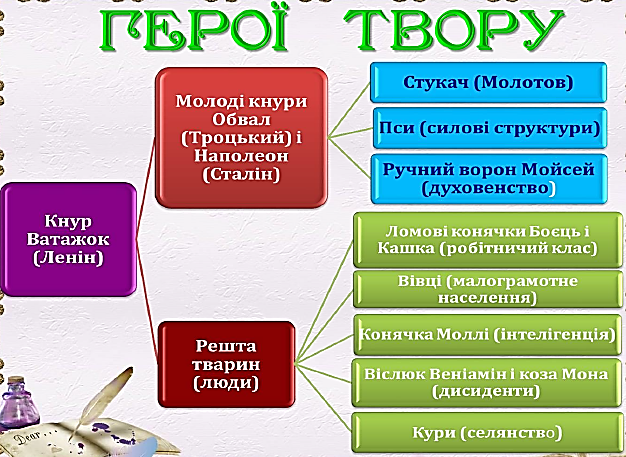 ГЕРОЇ ТВОРУ
Кнур
Ватажок
(Ленін)
Молоді кнури
Обвал
(Троцький) і
Наполеон
(Сталін)
Стукач (Молотов)
Пси (силові структури)
Ручний ворон Мойсей
(духовенство)
Решта
тварин
(люди)
Ломові конячки Боєць і
Кашка (робітничий клас)
Вівці (малограмотне
населення)
Конячка Моллі (інтелігенція)
Віслюк Веніамін і коза Мона
(дисиденти)
Кури (селянство)
Dear...